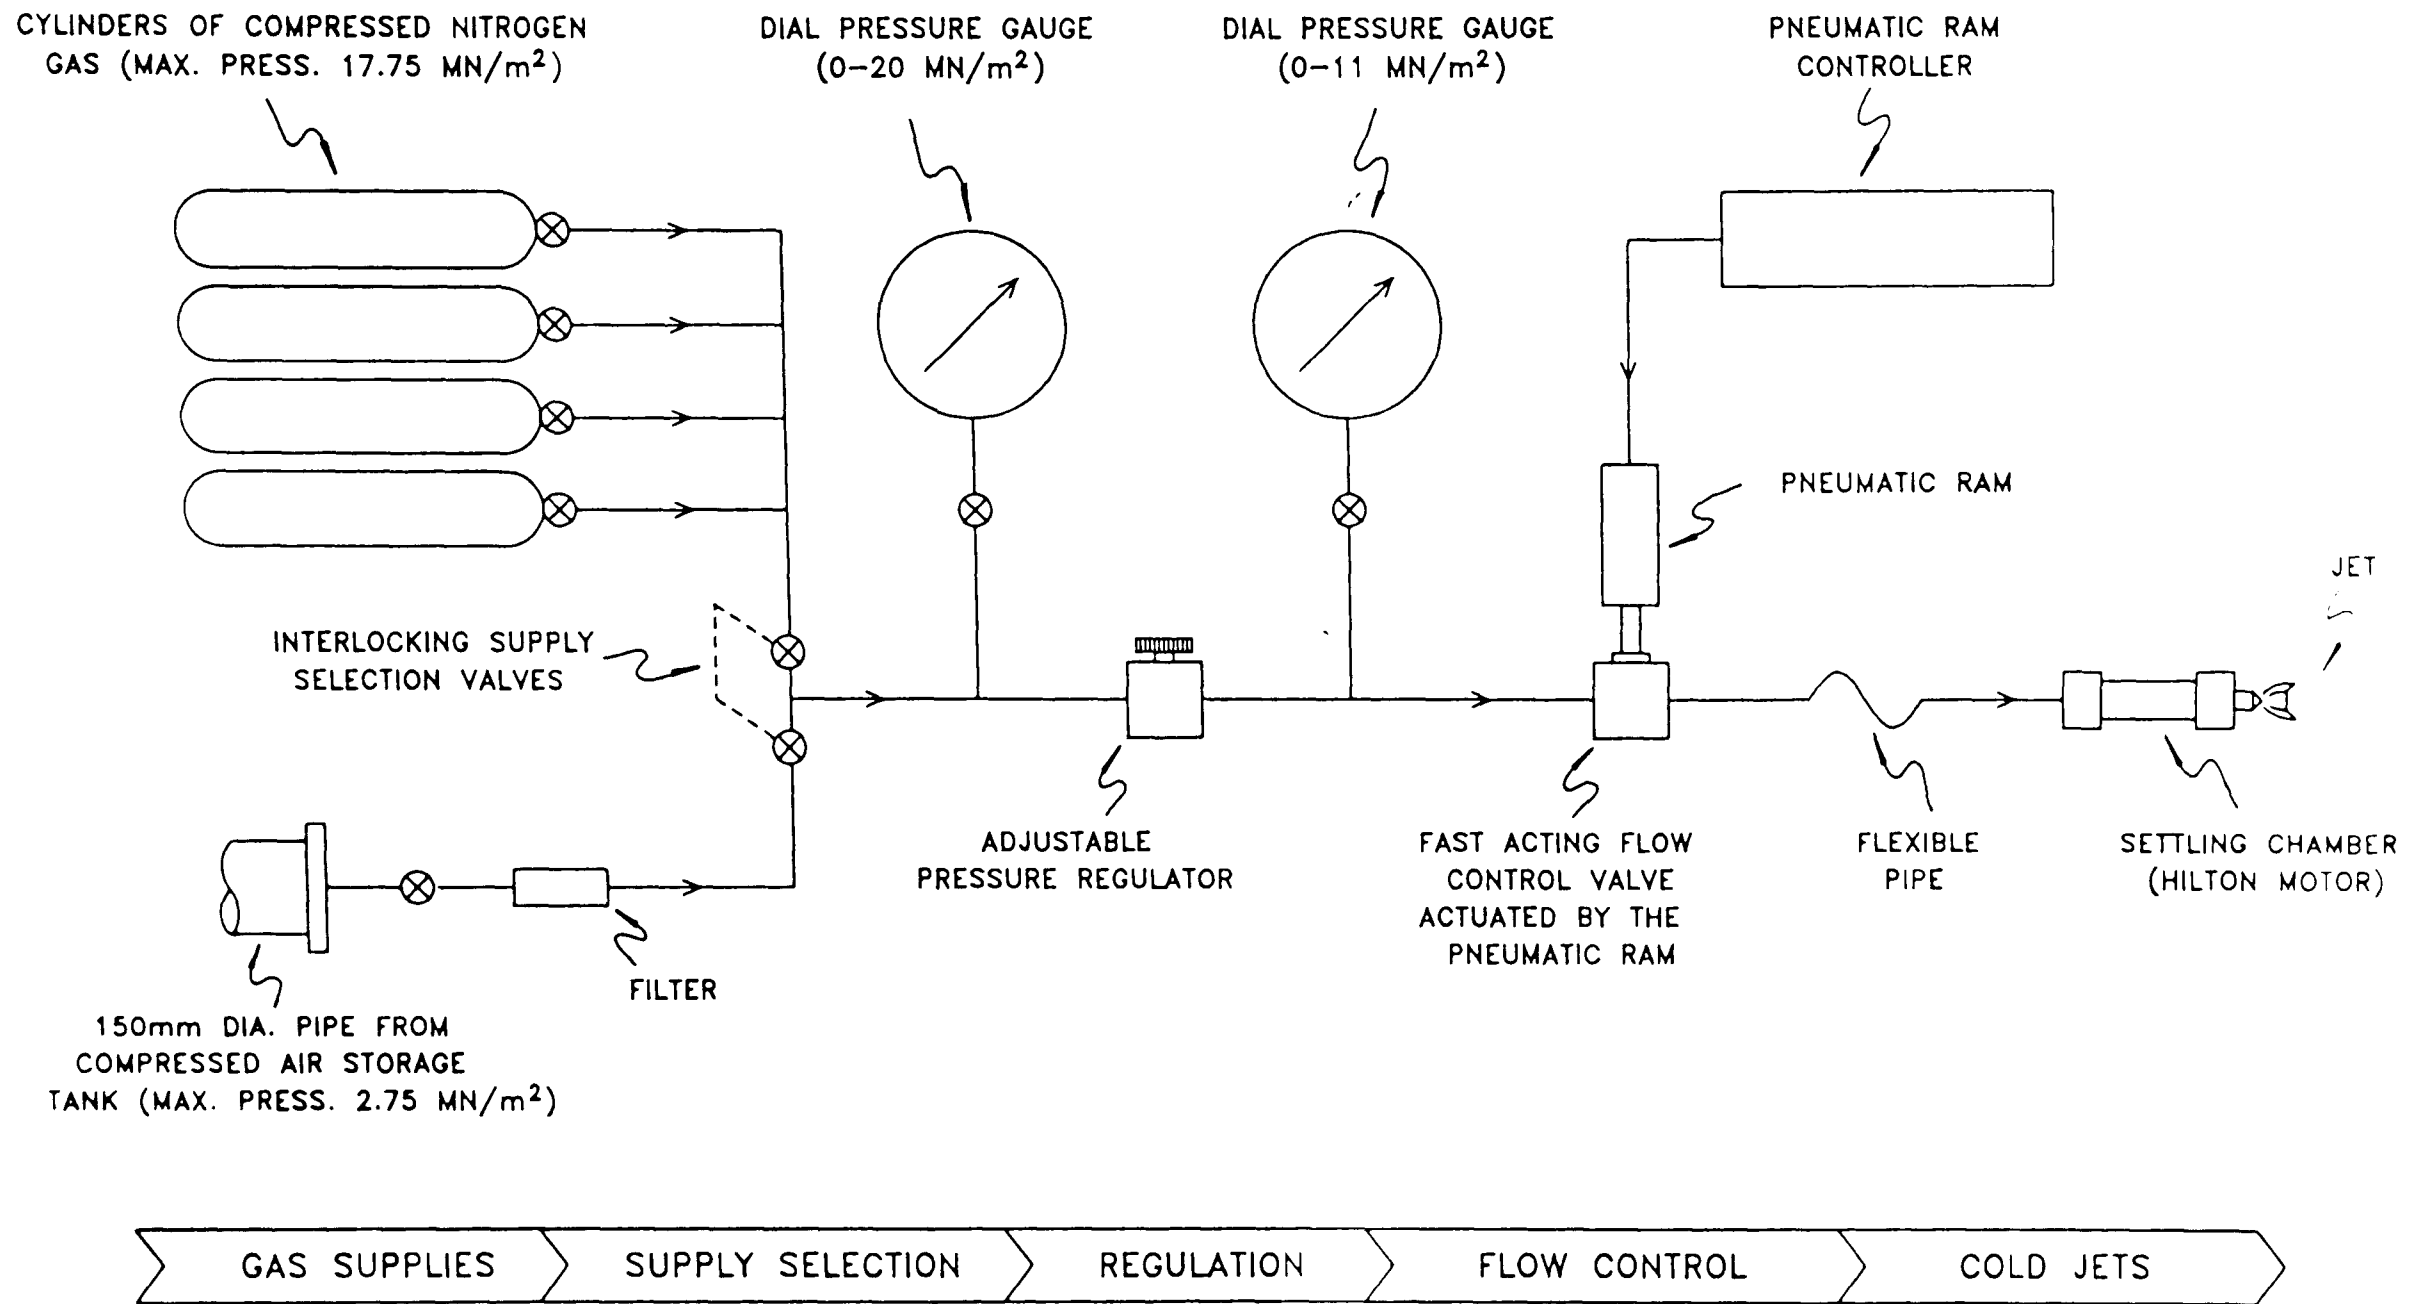 CYLINDERS OF COMPRESSED NITROGEN
GAS (MAX. PRESS. 17.75 MN/m²)
DIAL PRESSURE GAUGE
(0-20 MN/m²)
DIAL PRESSURE GAUGE
(0-11 MN/m²)
PNEUMATIC RAM
CONTROLLER
PNEUMATIC RAM
JET
INTERLOCKING SUPPLY
SELECTION VALVES
ADJUSTABLE
PRESSURE REGULATOR
FAST ACTING FLOW
CONTROL VALVE
ACTUATED BY THE
PNEUMATIC RAM
FLEXIBLE
PIPE
SETTLING CHAMBER
(HILTON MOTOR)
FILTER
150mm DIA. PIPE FROM
COMPRESSED AIR STORAGE
TANK (MAX. PRESS. 2.75 MN/m²)
GAS SUPPLIES
SUPPLY SELECTION
REGULATION
FLOW CONTROL
COLD JETS